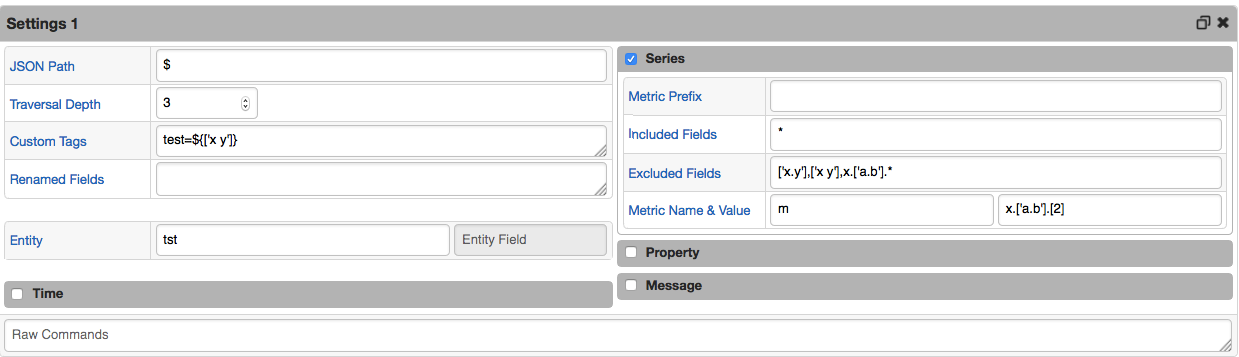 Settings 1
JSON Path $
Traversal Depth 3
Custom Tags test=${['x y']}
Renamed Fields
Entity tst Entity Field
Time
Series
Metric Prefix
Included Fields *
Excluded Fields ['x.y'],['x y'],x.['a.b'].*
Metric Name & Value m x.['a.b'].[2]
Property
Message
Raw Commands